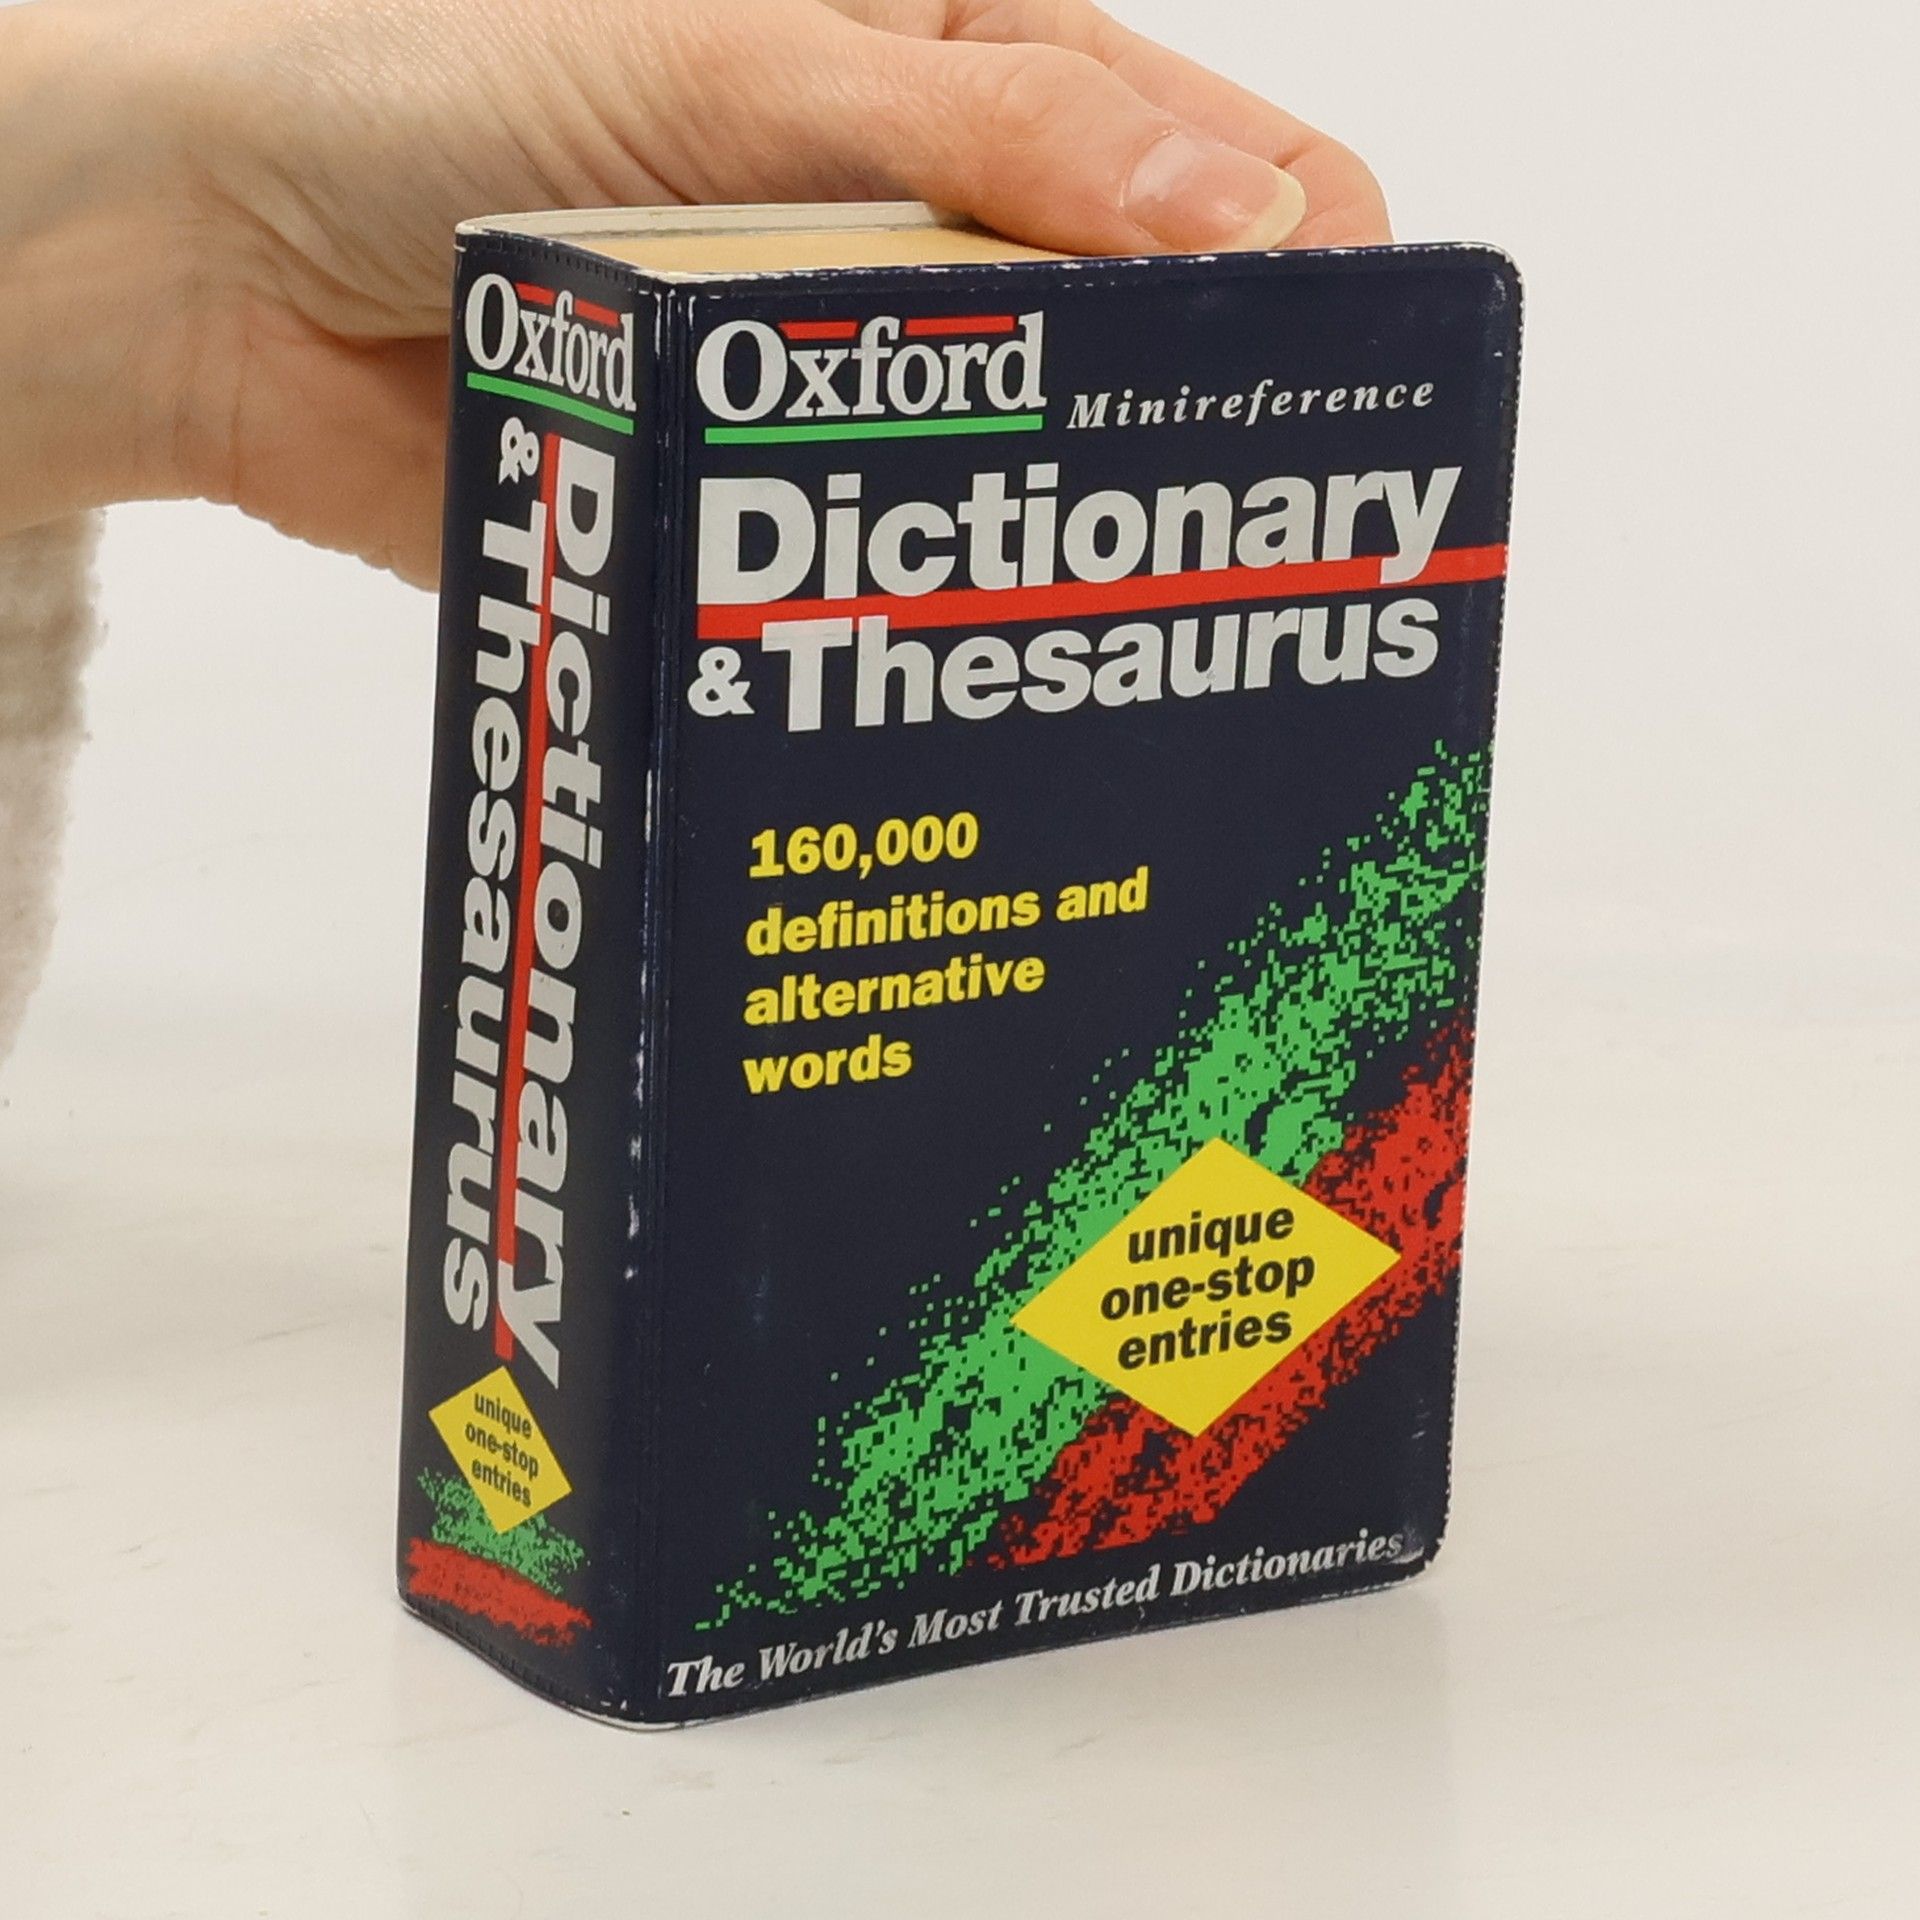 Oxford
Dictionary
& Thesaurus
unique
one-stop
entries
Oxford Minireference
Dictionary
& Thesaurus
160,000
definitions and
alternative
words
unique
one-stop
entries
The World's Most Trusted Dictionaries